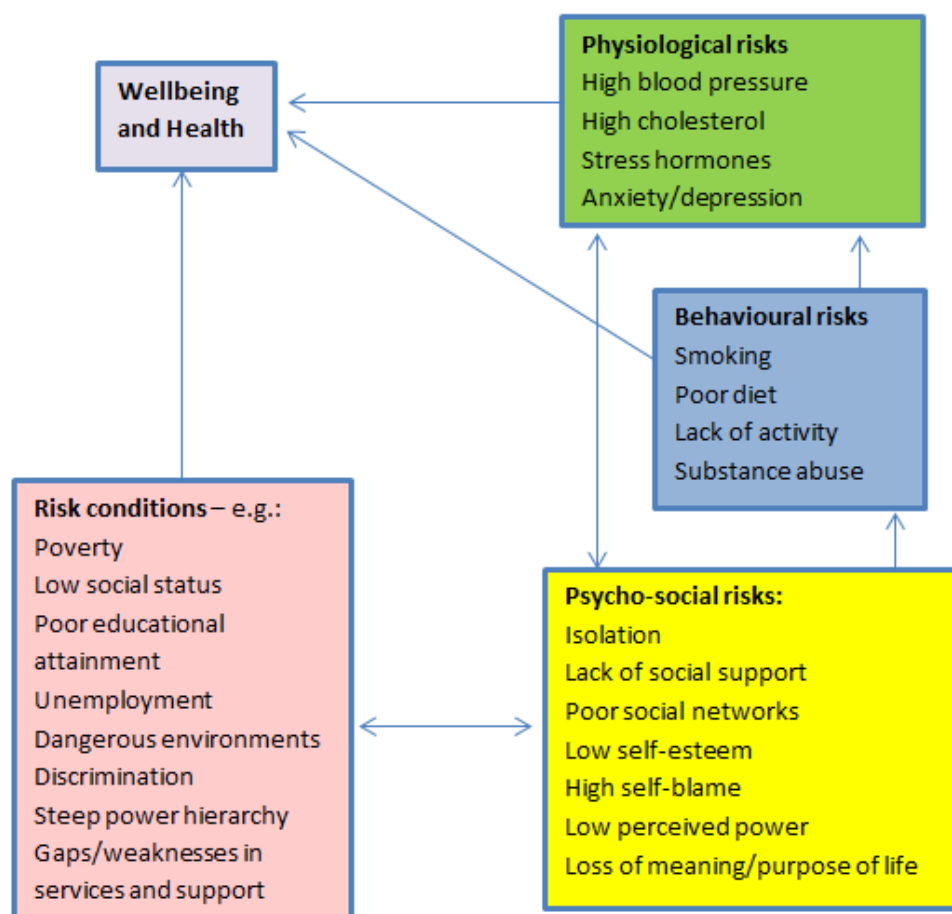 Wellbeing
and Health
Physiological risks
High blood pressure
High cholesterol
Stress hormones
Anxiety/depression
Behavioural risks
Smoking
Poor diet
Lack of activity
Substance abuse
Risk conditions – e.g.:
Poverty
Low social status
Poor educational
attainment
Unemployment
Dangerous environments
Discrimination
Steep power hierarchy
Gaps/weaknesses in
services and support
Psycho-social risks:
Isolation
Lack of social support
Poor social networks
Low self-esteem
High self-blame
Low perceived power
Loss of meaning/purpose of life